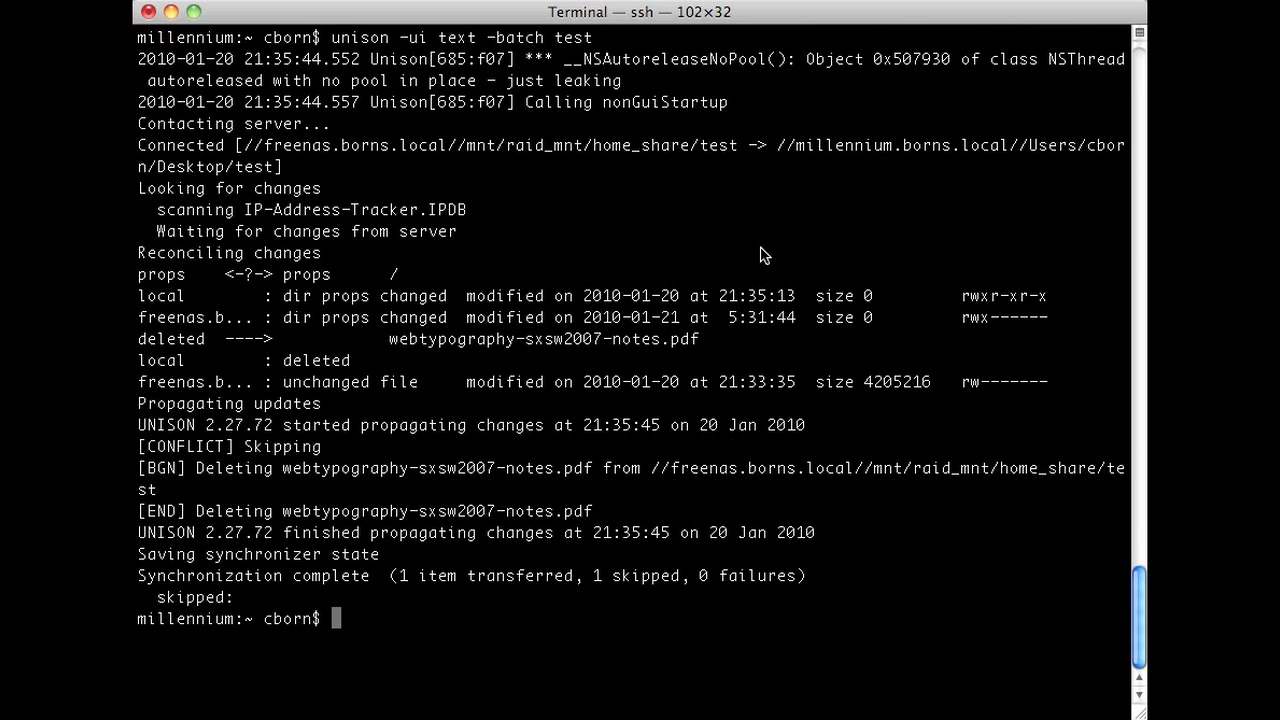 Terminal — ssh — 102×32
millennium:~ cborn$ unison -ui text -batch test
2010-01-20 21:35:44.552 Unison[685:f07] *** __NSAutoreleaseNoPool(): Object 0x507930 of class NSThread
 autoreleased with no pool in place - just leaking
2010-01-20 21:35:44.557 Unison[685:f07] Calling nonGuiStartup
Contacting server...
Connected [//freenas.borns.local//mnt/raid_mnt/home_share/test -> //millennium.borns.local//Users/cbor
n/Desktop/test]
Looking for changes
  scanning IP-Address-Tracker.IPDB
  Waiting for changes from server
Reconciling changes
props    <-?-> props      /
local          : dir props changed  modified on 2010-01-20 at 21:35:13  size 0         rwxr-xr-x
freenas.b... : dir props changed  modified on 2010-01-21 at  5:31:44  size 0         rwx------
deleted  ---->            webtypography-sxsw2007-notes.pdf
local        : deleted
freenas.b... : unchanged file     modified on 2010-01-20 at 21:33:35  size 4205216   rw-------
Propagating updates
UNISON 2.27.72 started propagating changes at 21:35:45 on 20 Jan 2010
[CONFLICT] Skipping
[BGN] Deleting webtypography-sxsw2007-notes.pdf from //freenas.borns.local//mnt/raid_mnt/home_share/te
st
[END] Deleting webtypography-sxsw2007-notes.pdf
UNISON 2.27.72 finished propagating changes at 21:35:45 on 20 Jan 2010
Saving synchronizer state
Synchronization complete  (1 item transferred, 1 skipped, 0 failures)
  skipped:
millennium:~ cborn$